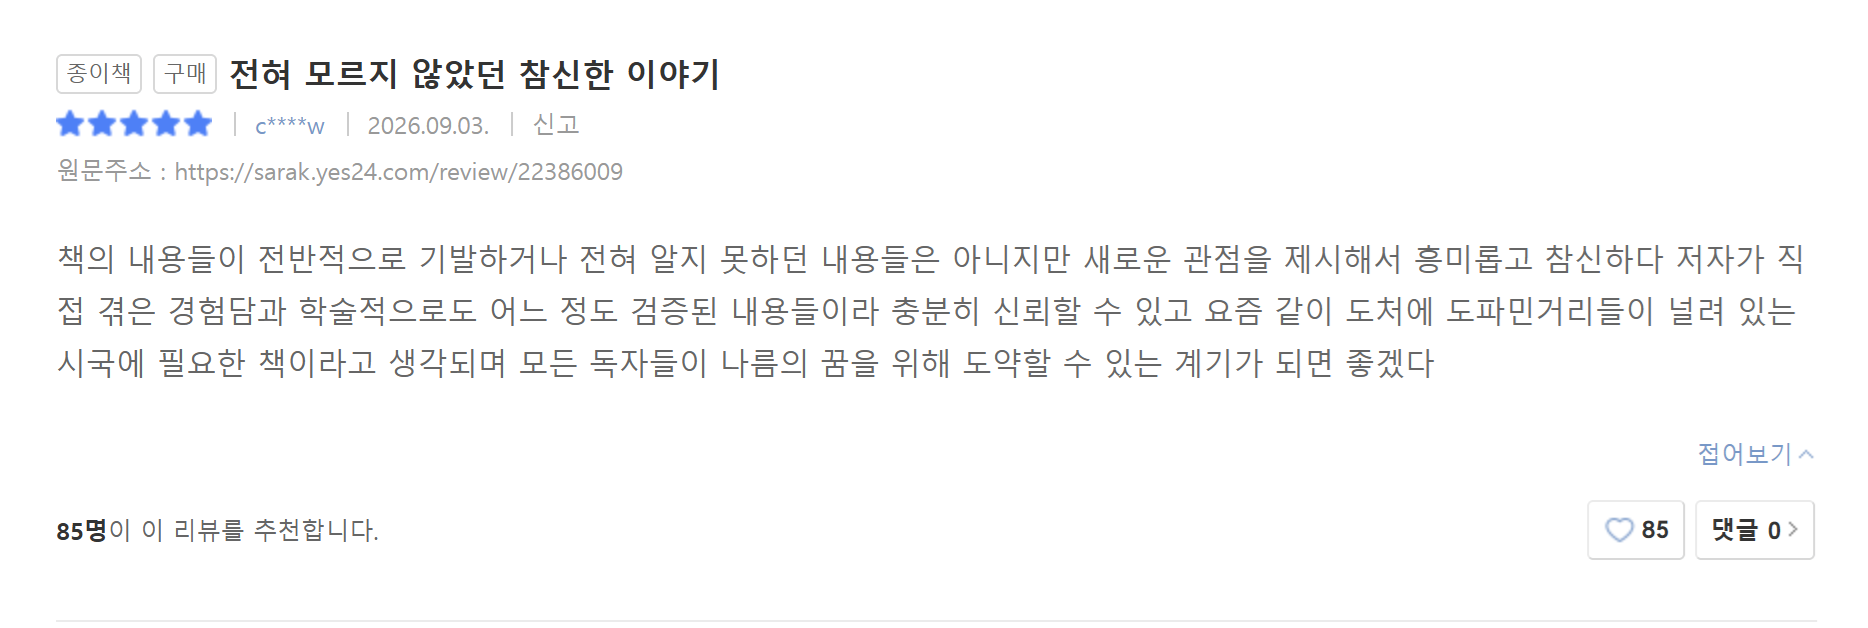 종이책 구매 전혀 모르지 않았던 참신한 이야기
c****w 2026.09.03. 신고
원문주소 : https://sarak.yes24.com/review/22386009
책의 내용들이 전반적으로 기발하거나 전혀 알지 못하던 내용들은 아니지만 새로운 관점을 제시해서 흥미롭고 참신하다 저자가 직
접 겪은 경험담과 학술적으로도 어느 정도 검증된 내용들이라 충분히 신뢰할 수 있고 요즘 같이 도처에 도파민거리들이 널려 있는
시국에 필요한 책이라고 생각되며 모든 독자들이 나름의 꿈을 위해 도약할 수 있는 계기가 되면 좋겠다
접어보기
85명이 이 리뷰를 추천합니다. 85 댓글 0